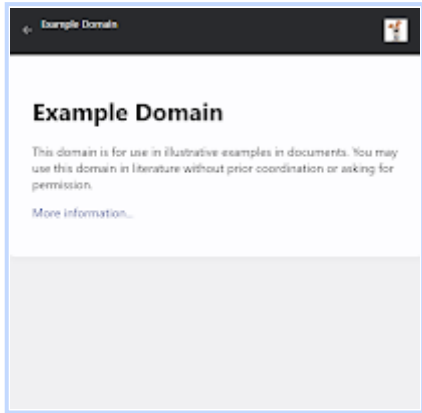 Example Domain
Example Domain
This domain is for use in illustrative examples in documents. You may
use this domain in literature without prior coordination or asking for
permission.
More information...